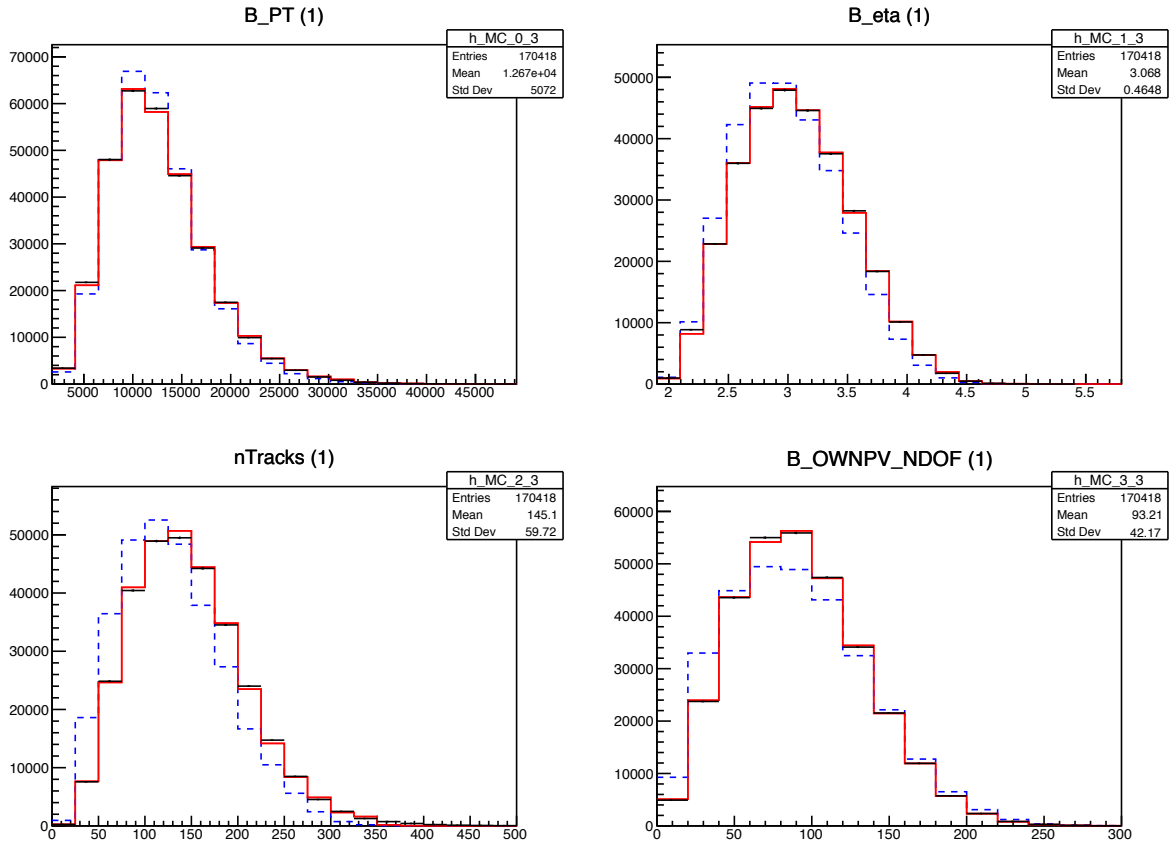 B_PT (1)
h_MC_0_3
Entries 170418
Mean 1.267e+04
Std Dev 5072
70000
60000
50000
40000
30000
20000
10000
0
5000 10000 15000 20000 25000 30000 35000 40000 45000
B_eta (1)
h_MC_1_3
Entries 170418
Mean 3.068
Std Dev 0.4648
50000
40000
30000
20000
10000
0
2 2.5 3 3.5 4 4.5 5 5.5
nTracks (1)
h_MC_2_3
Entries 170418
Mean 145.1
Std Dev 59.72
50000
40000
30000
20000
10000
0
0 50 100 150 200 250 300 350 400 450 500
B_OWNPV_NDOF (1)
h_MC_3_3
Entries 170418
Mean 93.21
Std Dev 42.17
60000
50000
40000
30000
20000
10000
0
0 50 100 150 200 250 300